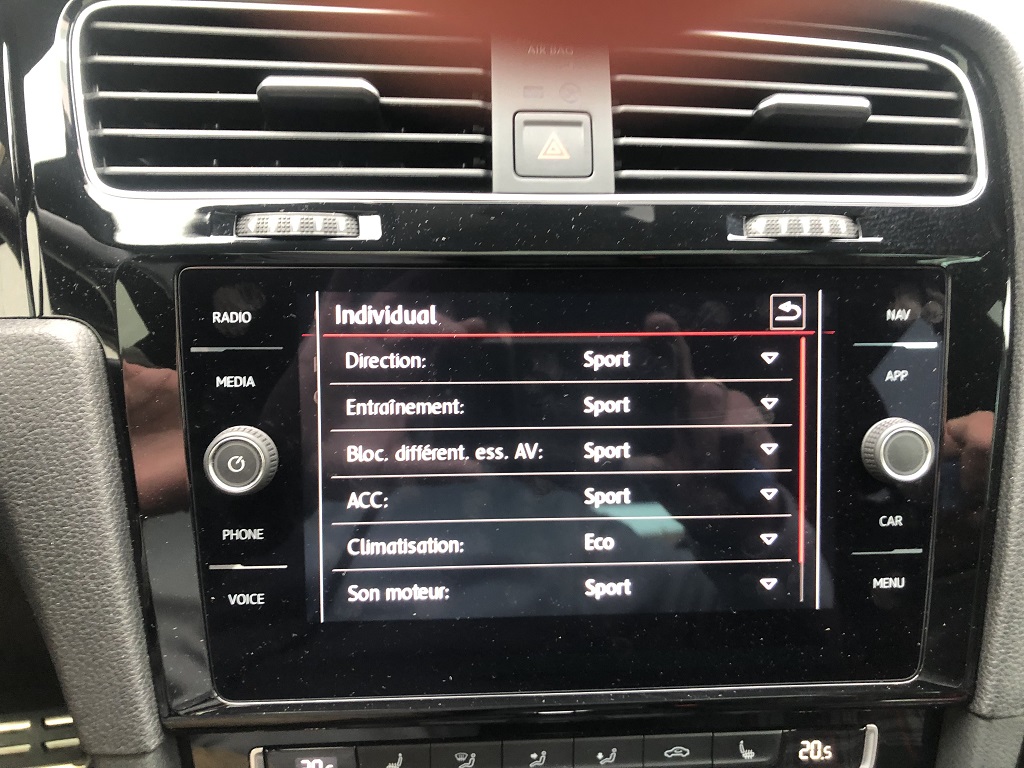 AIR BAG
RADIO
MEDIA
PHONE
VOICE
Individual
Direction: Sport
Entraînement: Sport
Bloc. différent. ess. AV: Sport
ACC: Sport
Climatisation: Eco
Son moteur: Sport
NAV
APP
CAR
MENU
20.5